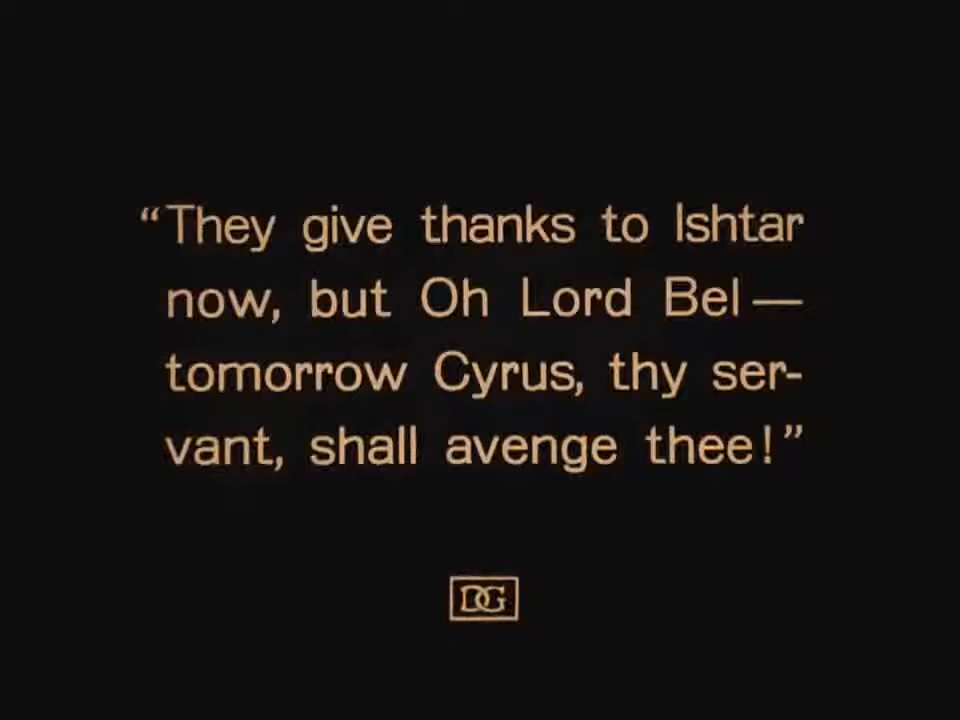 “They give thanks to Ishtar
now, but Oh Lord Bel —
tomorrow Cyrus, thy ser-
vant, shall avenge thee!”
DG